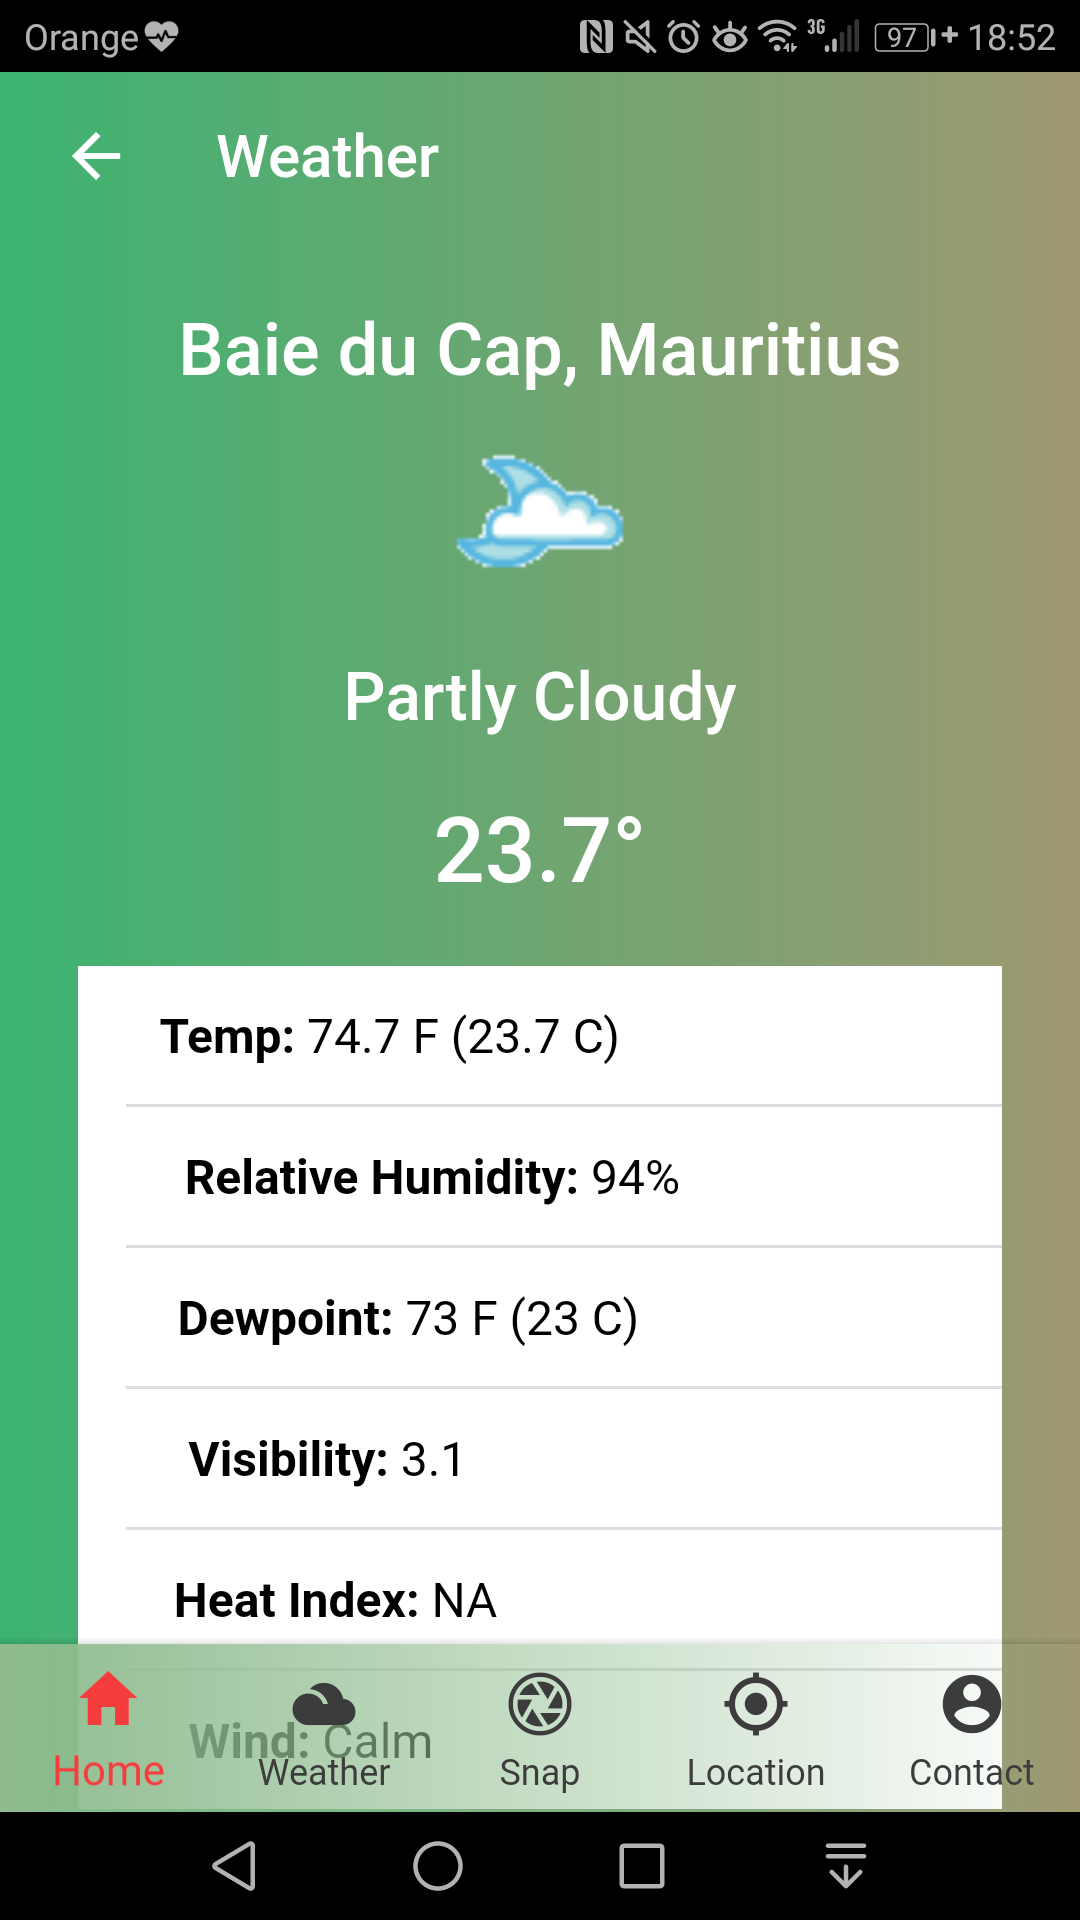 Orange 3G 97 18:52
Weather
Baie du Cap, Mauritius
Partly Cloudy
23.7°
Temp: 74.7 F (23.7 C)
Relative Humidity: 94%
Dewpoint: 73 F (23 C)
Visibility: 3.1
Heat Index: NA
Wind: Calm
Home Weather Snap Location Contact